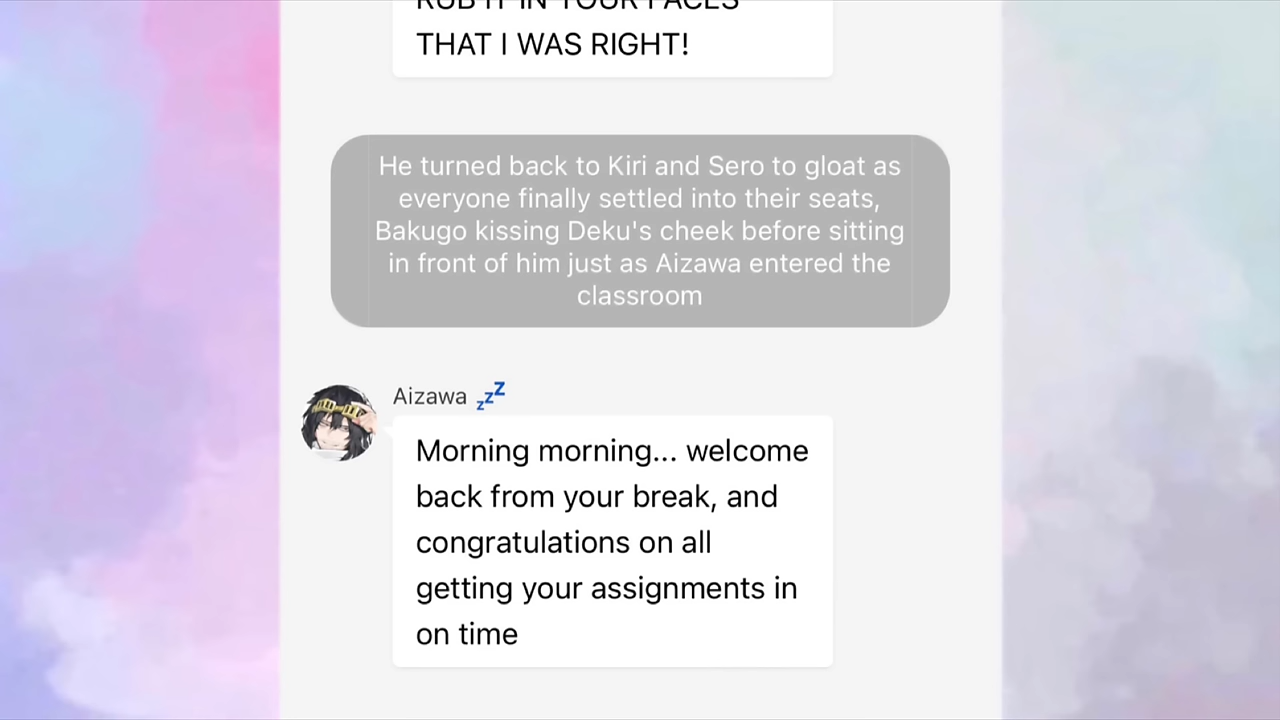 RUB IT IN YOUR FACES
THAT I WAS RIGHT!
He turned back to Kiri and Sero to gloat as
everyone finally settled into their seats,
Bakugo kissing Deku's cheek before sitting
in front of him just as Aizawa entered the
classroom
Aizawa 💤
Morning morning... welcome
back from your break, and
congratulations on all
getting your assignments in
on time